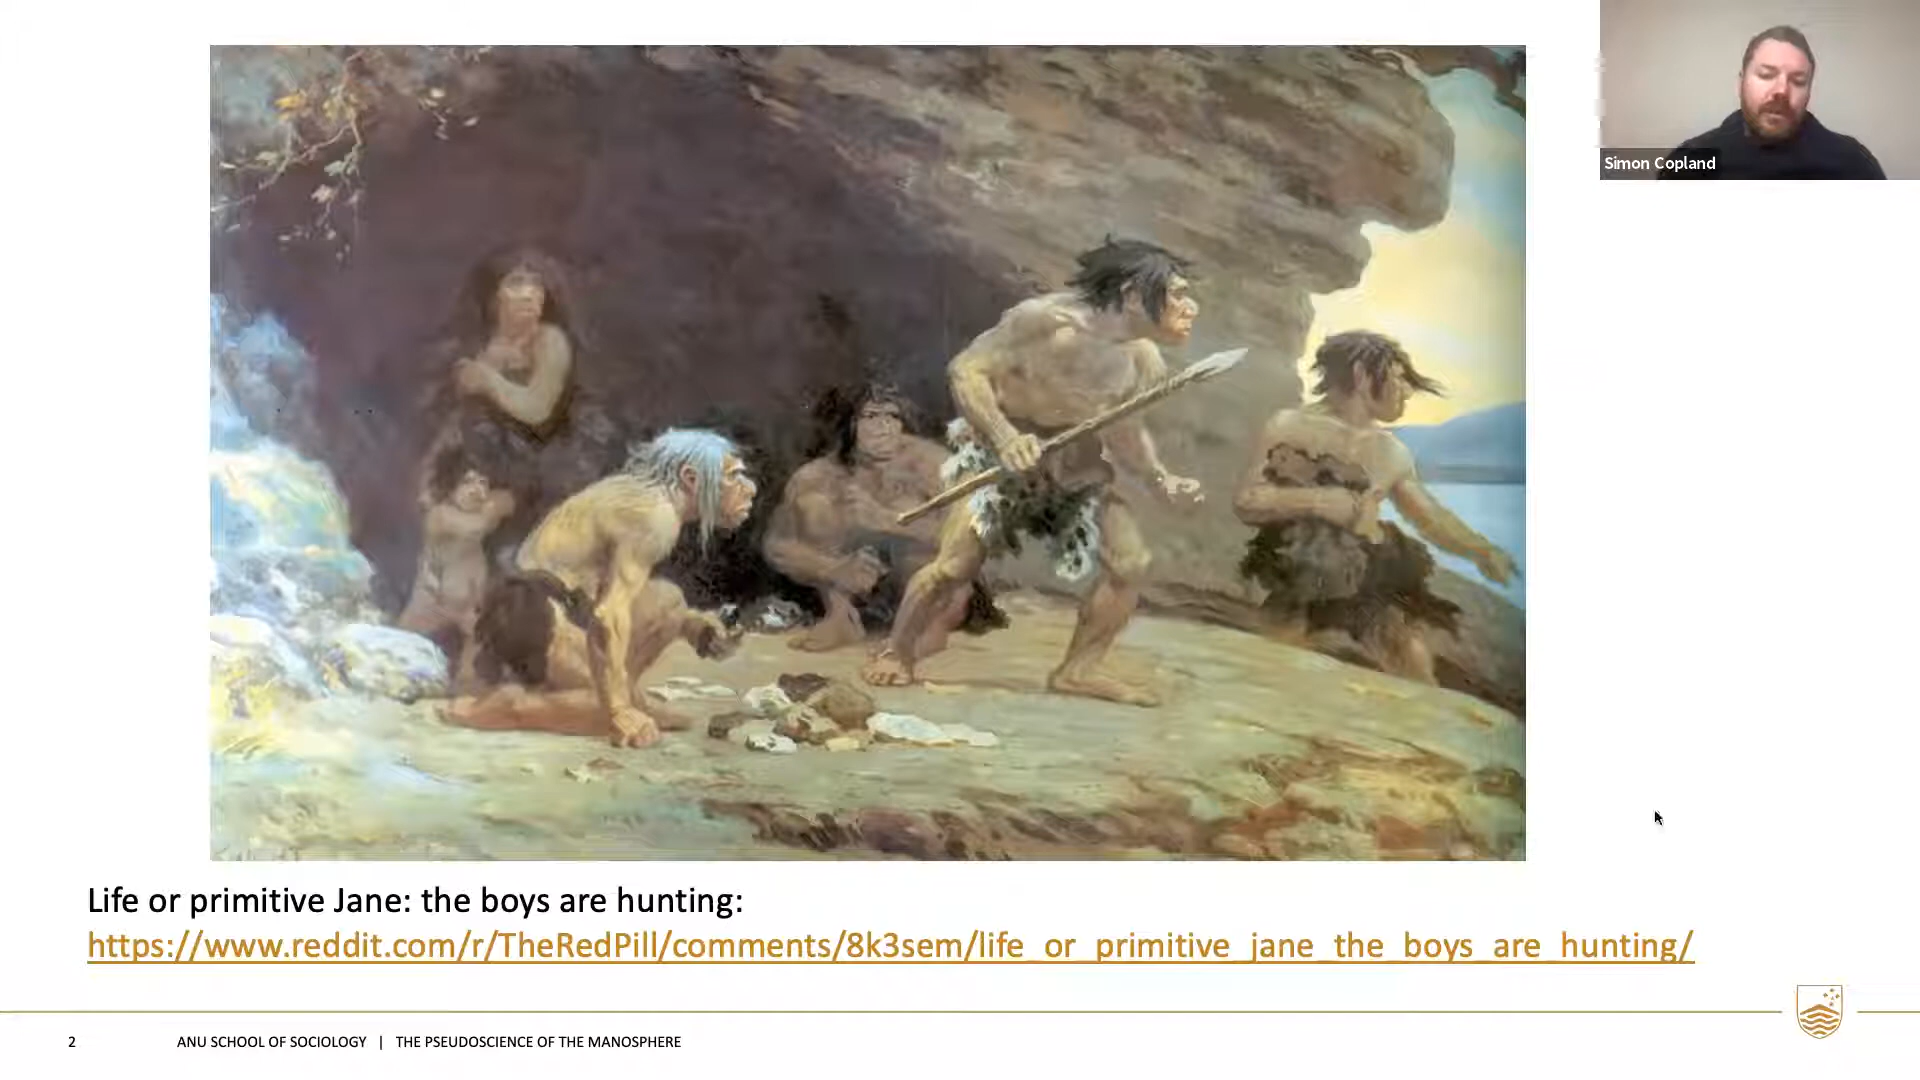 Simon Copland
Life or primitive Jane: the boys are hunting:
https://www.reddit.com/r/TheRedPill/comments/8k3sem/life_or_primitive_jane_the_boys_are_hunting/
2 ANU SCHOOL OF SOCIOLOGY | THE PSEUDOSCIENCE OF THE MANOSPHERE